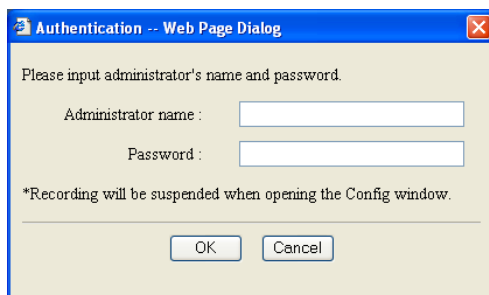 Authentication -- Web Page Dialog
Please input administrator's name and password.
Administrator name :
Password :
*Recording will be suspended when opening the Config window.
OK Cancel